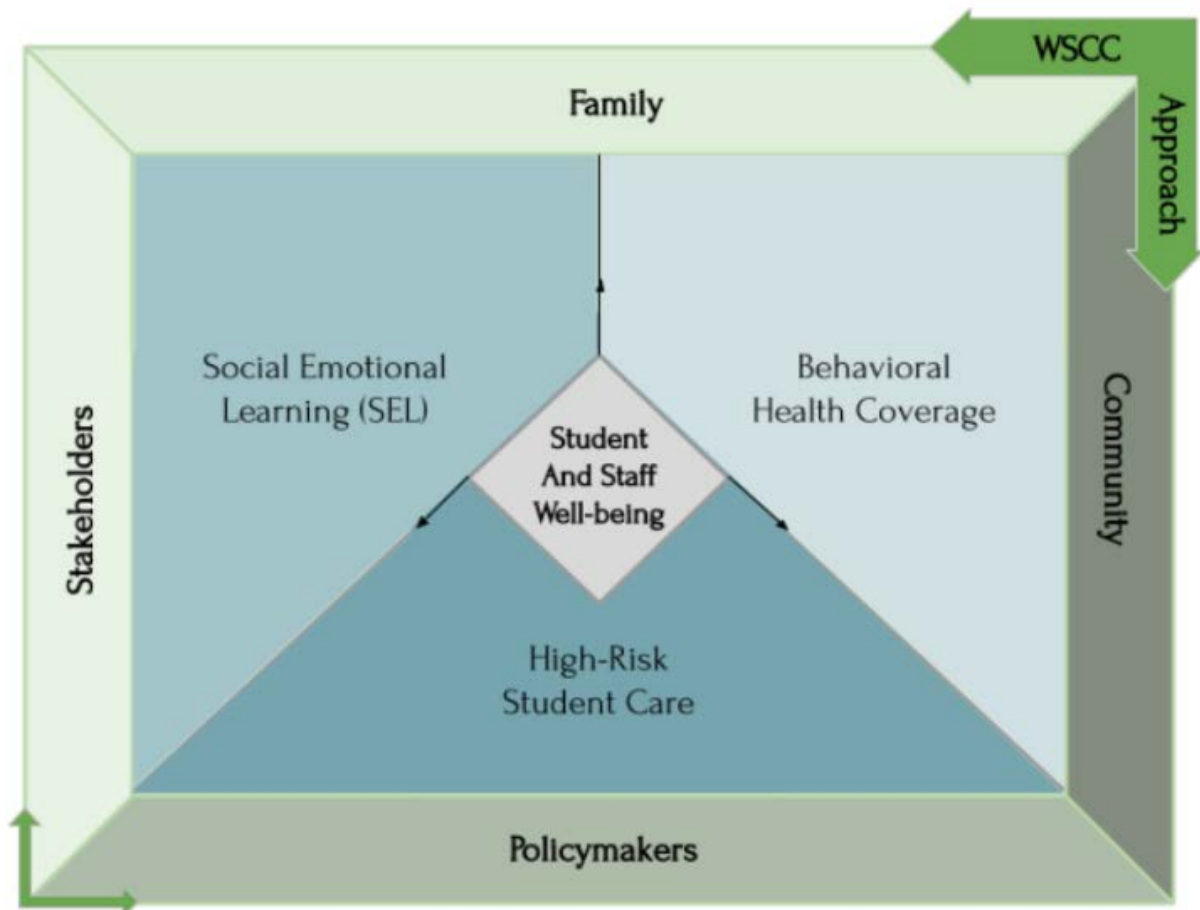 WSCC
Approach
Family
Social Emotional
Learning (SEL)
Behavioral
Health Coverage
Stakeholders
Student
And Staff
Well-being
Community
High-Risk
Student Care
Policymakers